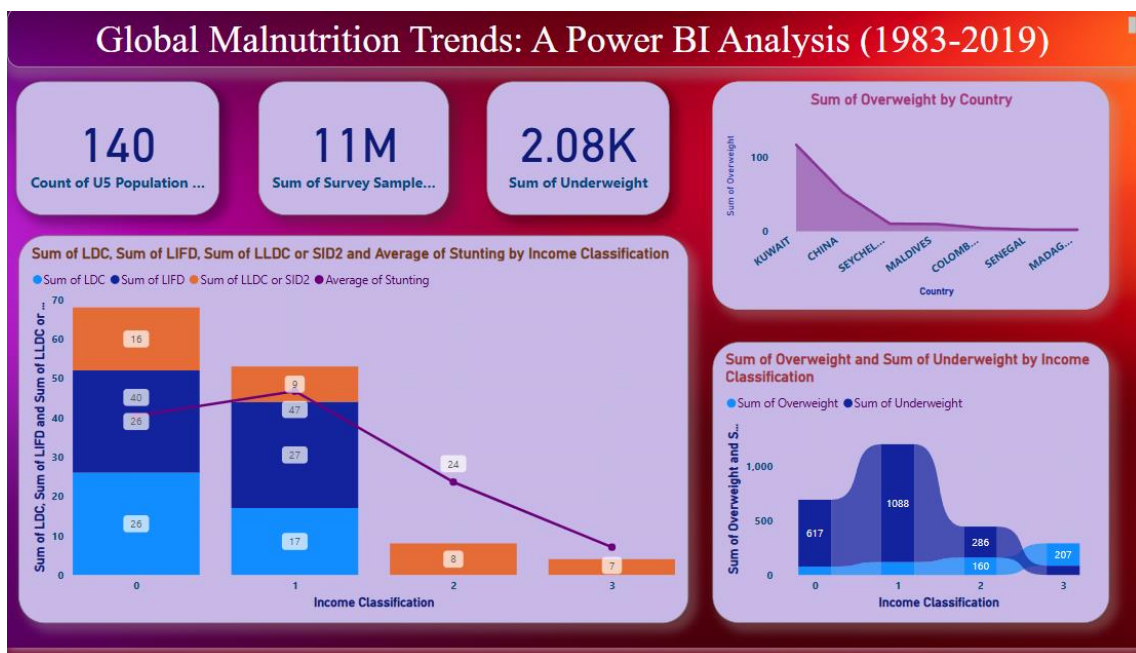 Global Malnutrition Trends: A Power BI Analysis (1983-2019)
140
Count of U5 Population ...
11M
Sum of Survey Sample...
2.08K
Sum of Underweight
Sum of Overweight by Country
Sum of Overweight
100
0
KUWAIT
CHINA
SEYCHEL...
MALDIVES
COLOMB...
SENEGAL
MADAG...
Country
Sum of LDC, Sum of LIFD, Sum of LLDC or SID2 and Average of Stunting by Income Classification
Sum of LDC Sum of LIFD Sum of LLDC or SID2 Average of Stunting
Sum of LDC, Sum of LIFD and Sum of LLDC or ...
70
60
50
40
30
20
10
0
16
40
26
26
9
47
27
17
24
8
7
0 1 2 3
Income Classification
Sum of Overweight and Sum of Underweight by Income
Classification
Sum of Overweight Sum of Underweight
Sum of Overweight and S...
1,000
500
0
617
1088
286
160
207
0 1 2 3
Income Classification